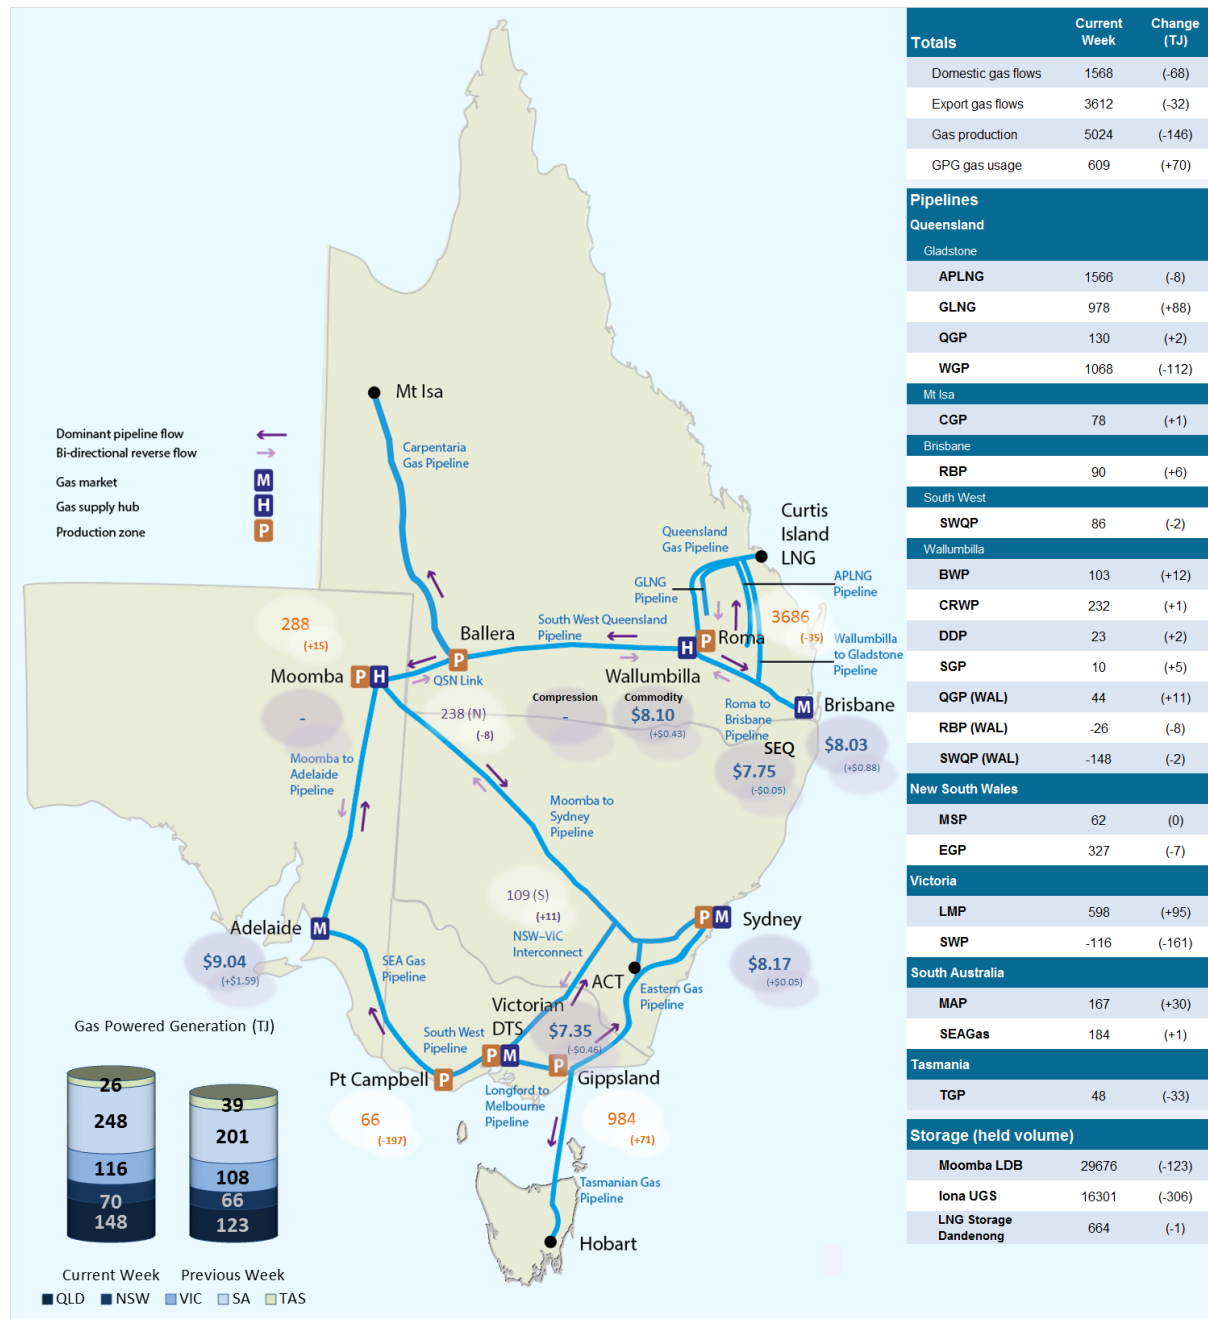 Totals Current Week Change (TJ)
Domestic gas flows 1568 (-68)
Export gas flows 3612 (-32)
Gas production 5024 (-146)
GPG gas usage 609 (+70)
Pipelines
Queensland
Gladstone
APLNG 1566 (-8)
GLNG 978 (+88)
QGP 130 (+2)
WGP 1068 (-112)
Mt Isa
CGP 78 (+1)
Brisbane
RBP 90 (+6)
South West
SWQP 86 (-2)
Wallumbilla
BWP 103 (+12)
CRWP 232 (+1)
DDP 23 (+2)
SGP 10 (+5)
QGP (WAL) 44 (+11)
RBP (WAL) -26 (-8)
SWQP (WAL) -148 (-2)
New South Wales
MSP 62 (0)
EGP 327 (-7)
Victoria
LMP 598 (+95)
SWP -116 (-161)
South Australia
MAP 167 (+30)
SEAGas 184 (+1)
Tasmania
TGP 48 (-33)
Storage (held volume)
Moomba LDB 29676 (-123)
Iona UGS 16301 (-306)
LNG Storage
Dandenong 664 (-1)
Mt Isa
Dominant pipeline flow
Bi-directional reverse flow
Gas market M
Gas supply hub H
Production zone P
Carpentaria
Gas Pipeline
Curtis
Island
LNG
Queensland
Gas Pipeline
GLNG
Pipeline
APLNG
Pipeline
288
(+15)
Ballera
P
South West Queensland
Pipeline
H P Roma
3686
(-35)
Wallumbilla
to Gladstone
Pipeline
Moomba P H
QSN Link
Wallumbilla
-
238 (N)
(-8)
Compression
-
Commodity
$8.10
(+$0.43)
Roma to
Brisbane
Pipeline
M Brisbane
SEQ
$7.75
(-$0.05)
$8.03
(+$0.88)
Moomba to
Adelaide
Pipeline
Moomba to
Sydney
Pipeline
109 (S)
(+11)
NSW–VIC
Interconnect
P M Sydney
$8.17
(+$0.05)
Adelaide M
$9.04
(+$1.59)
SEA Gas
Pipeline
ACT
Eastern Gas
Pipeline
Victorian
DTS
$7.35
(-$0.46)
South West
Pipeline
P M
P
Gippsland
Pt Campbell P
Longford to
Melbourne
Pipeline
66
(-197)
984
(+71)
Tasmanian Gas
Pipeline
Hobart
Gas Powered Generation (TJ)
26
248
116
70
148
39
201
108
66
123
Current Week Previous Week
QLD NSW VIC SA TAS